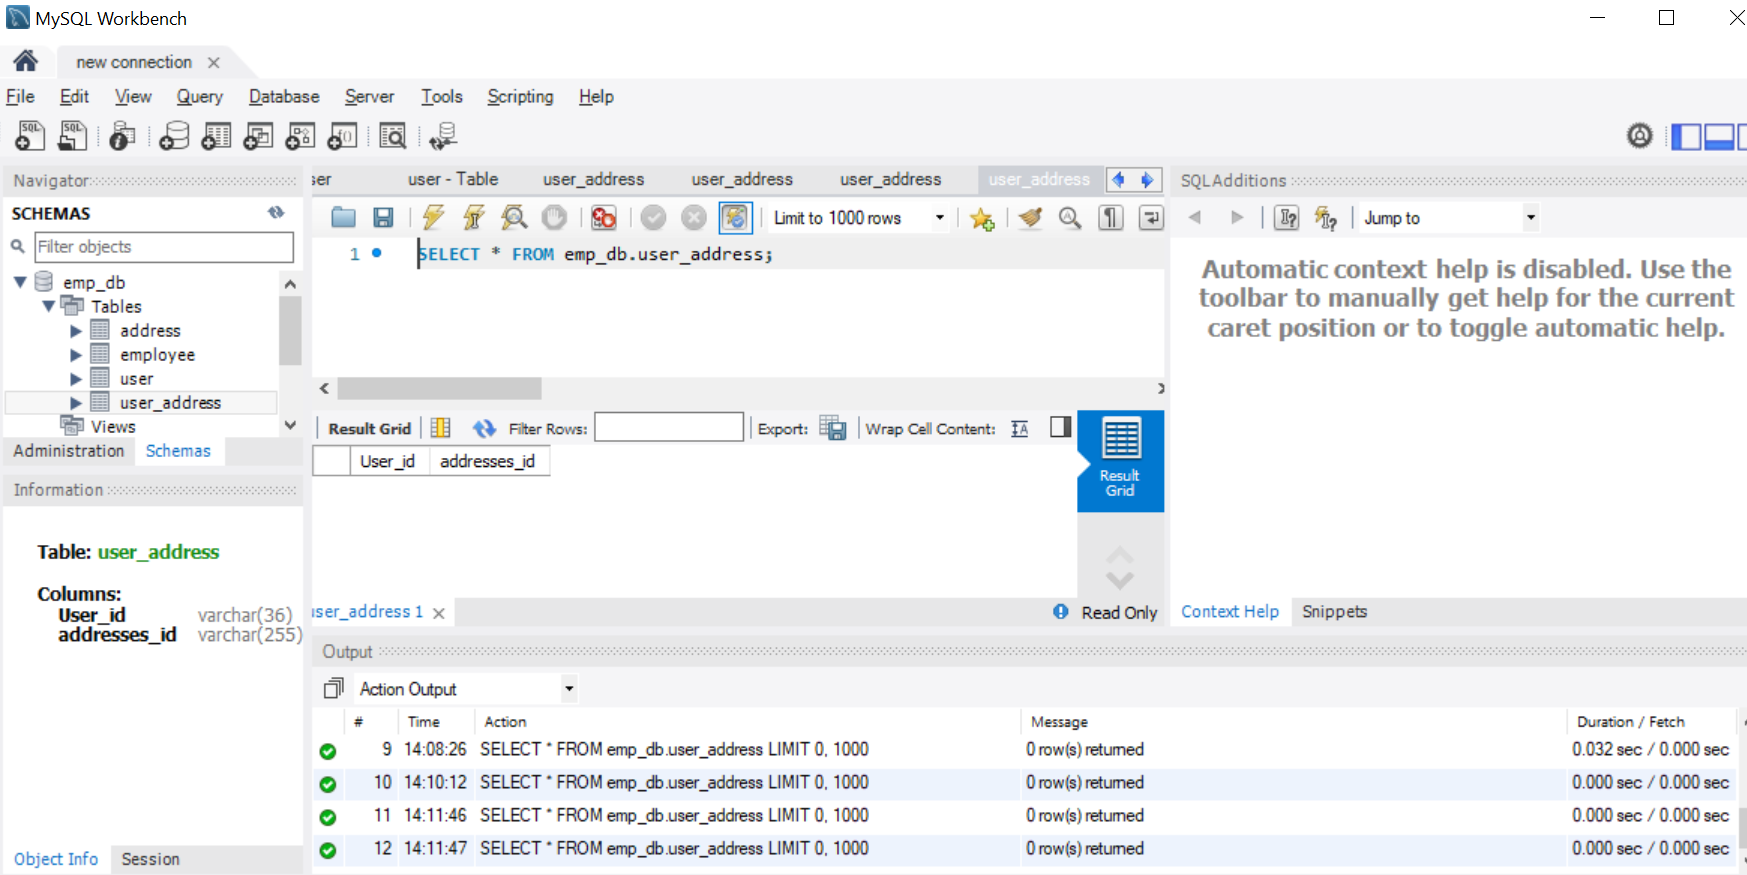 MySQL Workbench
new connection
File Edit View Query Database Server Tools Scripting Help
Navigator
SCHEMAS
Filter objects
emp_db
Tables
address
employee
user
user_address
Views
Administration Schemas
Information
Table: user_address
Columns:
User_id varchar(36)
addresses_id varchar(255)
Object Info Session
ser user - Table user_address user_address user_address user_address
Limit to 1000 rows
1 SELECT * FROM emp_db.user_address;
Result Grid Filter Rows: Export: Wrap Cell Content:
User_id addresses_id
Result
Grid
user_address 1 Read Only
SQLAdditions
Jump to
Automatic context help is disabled. Use the
toolbar to manually get help for the current
caret position or to toggle automatic help.
Context Help Snippets
Output
Action Output
# Time Action Message Duration / Fetch
9 14:08:26 SELECT * FROM emp_db.user_address LIMIT 0, 1000 0 row(s) returned 0.032 sec / 0.000 sec
10 14:10:12 SELECT * FROM emp_db.user_address LIMIT 0, 1000 0 row(s) returned 0.000 sec / 0.000 sec
11 14:11:46 SELECT * FROM emp_db.user_address LIMIT 0, 1000 0 row(s) returned 0.000 sec / 0.000 sec
12 14:11:47 SELECT * FROM emp_db.user_address LIMIT 0, 1000 0 row(s) returned 0.000 sec / 0.000 sec